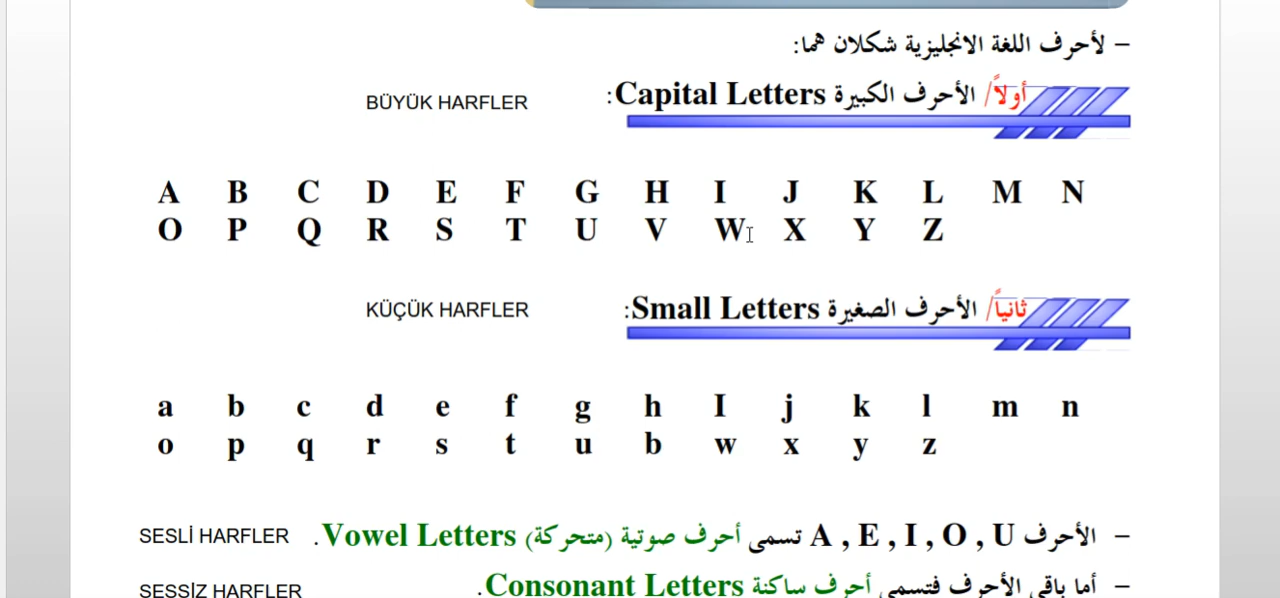 – لأحرف اللغة الانجليزية شكلان هما:
أولاً/ الأحرف الكبيرة Capital Letters: BÜYÜK HARFLER
A B C D E F G H I J K L M N
O P Q R S T U V W X Y Z
ثانياً/ الأحرف الصغيرة Small Letters: KÜÇÜK HARFLER
a b c d e f g h I j k l m n
o p q r s t u b w x y z
– الأحرف A , E , I , O , U تسمى أحرف صوتية (متحركة) Vowel Letters. SESLİ HARFLER
– أما باقي الأحرف فتسمى أحرف ساكنة Consonant Letters. SESSİZ HARFLER